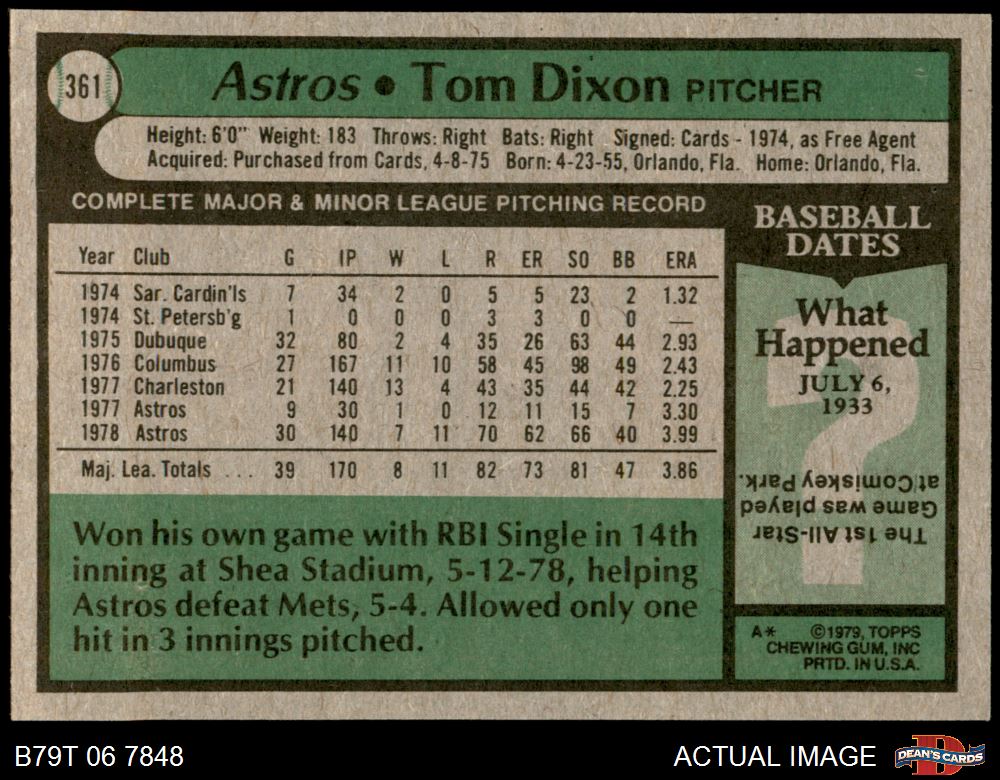 361
Astros • Tom Dixon PITCHER
Height: 6'0" Weight: 183 Throws: Right Bats: Right Signed: Cards - 1974, as Free Agent
Acquired: Purchased from Cards, 4-8-75 Born: 4-23-55, Orlando, Fla. Home: Orlando, Fla.
COMPLETE MAJOR & MINOR LEAGUE PITCHING RECORD
Year Club G IP W L R ER SO BB ERA
1974 Sar. Cardin'ls 7 34 2 0 5 5 23 2 1.32
1974 St. Petersb'g 1 0 0 0 3 3 0 0 —
1975 Dubuque 32 80 2 4 35 26 63 44 2.93
1976 Columbus 27 167 11 10 58 45 98 49 2.43
1977 Charleston 21 140 13 4 43 35 44 42 2.25
1977 Astros 9 30 1 0 12 11 15 7 3.30
1978 Astros 30 140 7 11 70 62 66 40 3.99
Maj. Lea. Totals ... 39 170 8 11 82 73 81 47 3.86
Won his own game with RBI Single in 14th
inning at Shea Stadium, 5-12-78, helping
Astros defeat Mets, 5-4. Allowed only one
hit in 3 innings pitched.
BASEBALL
DATES
What
Happened
JULY 6,
1933
?
The 1st All-Star
Game was played
at Comiskey Park.
A* ©1979, TOPPS
CHEWING GUM, INC
PRTD. IN U.S.A.
B79T 06 7848
ACTUAL IMAGE
D
DEAN'S CARDS